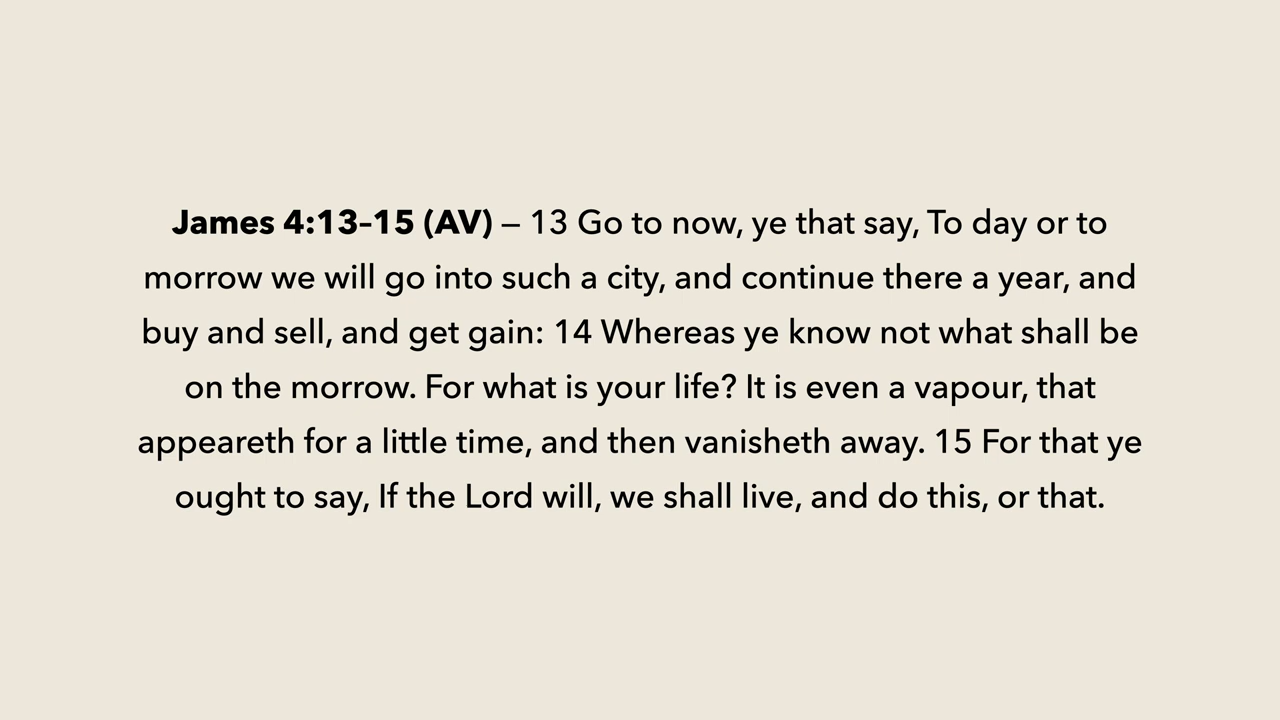 James 4:13–15 (AV) — 13 Go to now, ye that say, To day or to
morrow we will go into such a city, and continue there a year, and
buy and sell, and get gain: 14 Whereas ye know not what shall be
on the morrow. For what is your life? It is even a vapour, that
appeareth for a little time, and then vanisheth away. 15 For that ye
ought to say, If the Lord will, we shall live, and do this, or that.